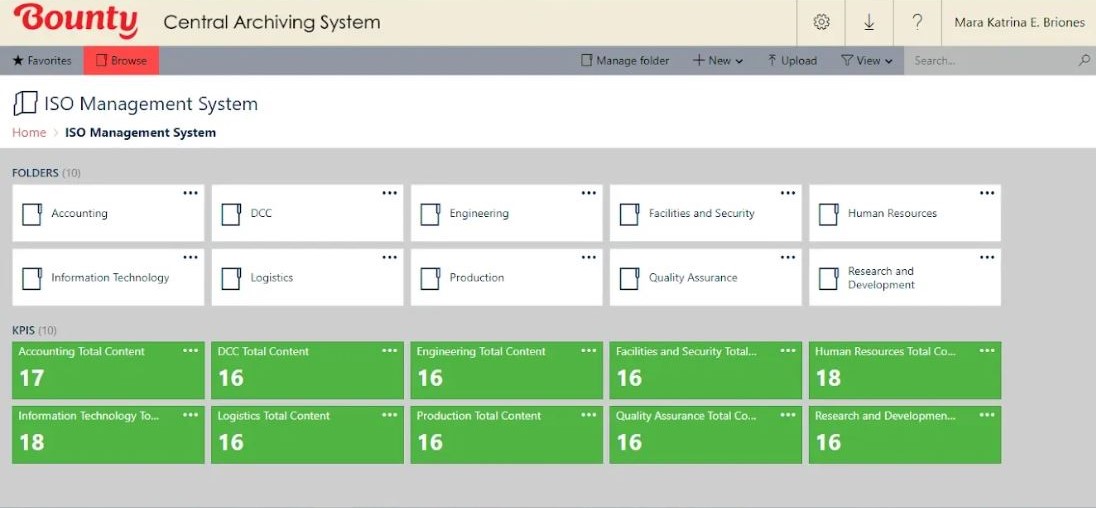 Bounty Central Archiving System ? Mara Katrina E. Briones
Favorites Browse Manage folder New Upload View Search...
ISO Management System
Home > ISO Management System
FOLDERS (10)
Accounting DCC Engineering Facilities and Security Human Resources
Information Technology Logistics Production Quality Assurance Research and
Development
KPIS (10)
Accounting Total Content DCC Total Content Engineering Total Content Facilities and Security Total... Human Resources Total Co...
17 16 16 16 18
Information Technology To... Logistics Total Content Production Total Content Quality Assurance Total Co... Research and Developmen...
18 16 16 16 16